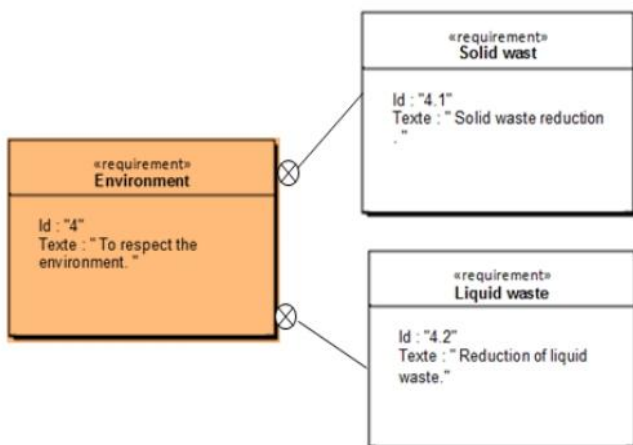 «requirement»
Solid wast
Id : "4.1"
Texte : " Solid waste reduction
. "
«requirement»
Environment
Id : "4"
Texte : " To respect the
environment. "
«requirement»
Liquid waste
Id : "4.2"
Texte : " Reduction of liquid
waste."